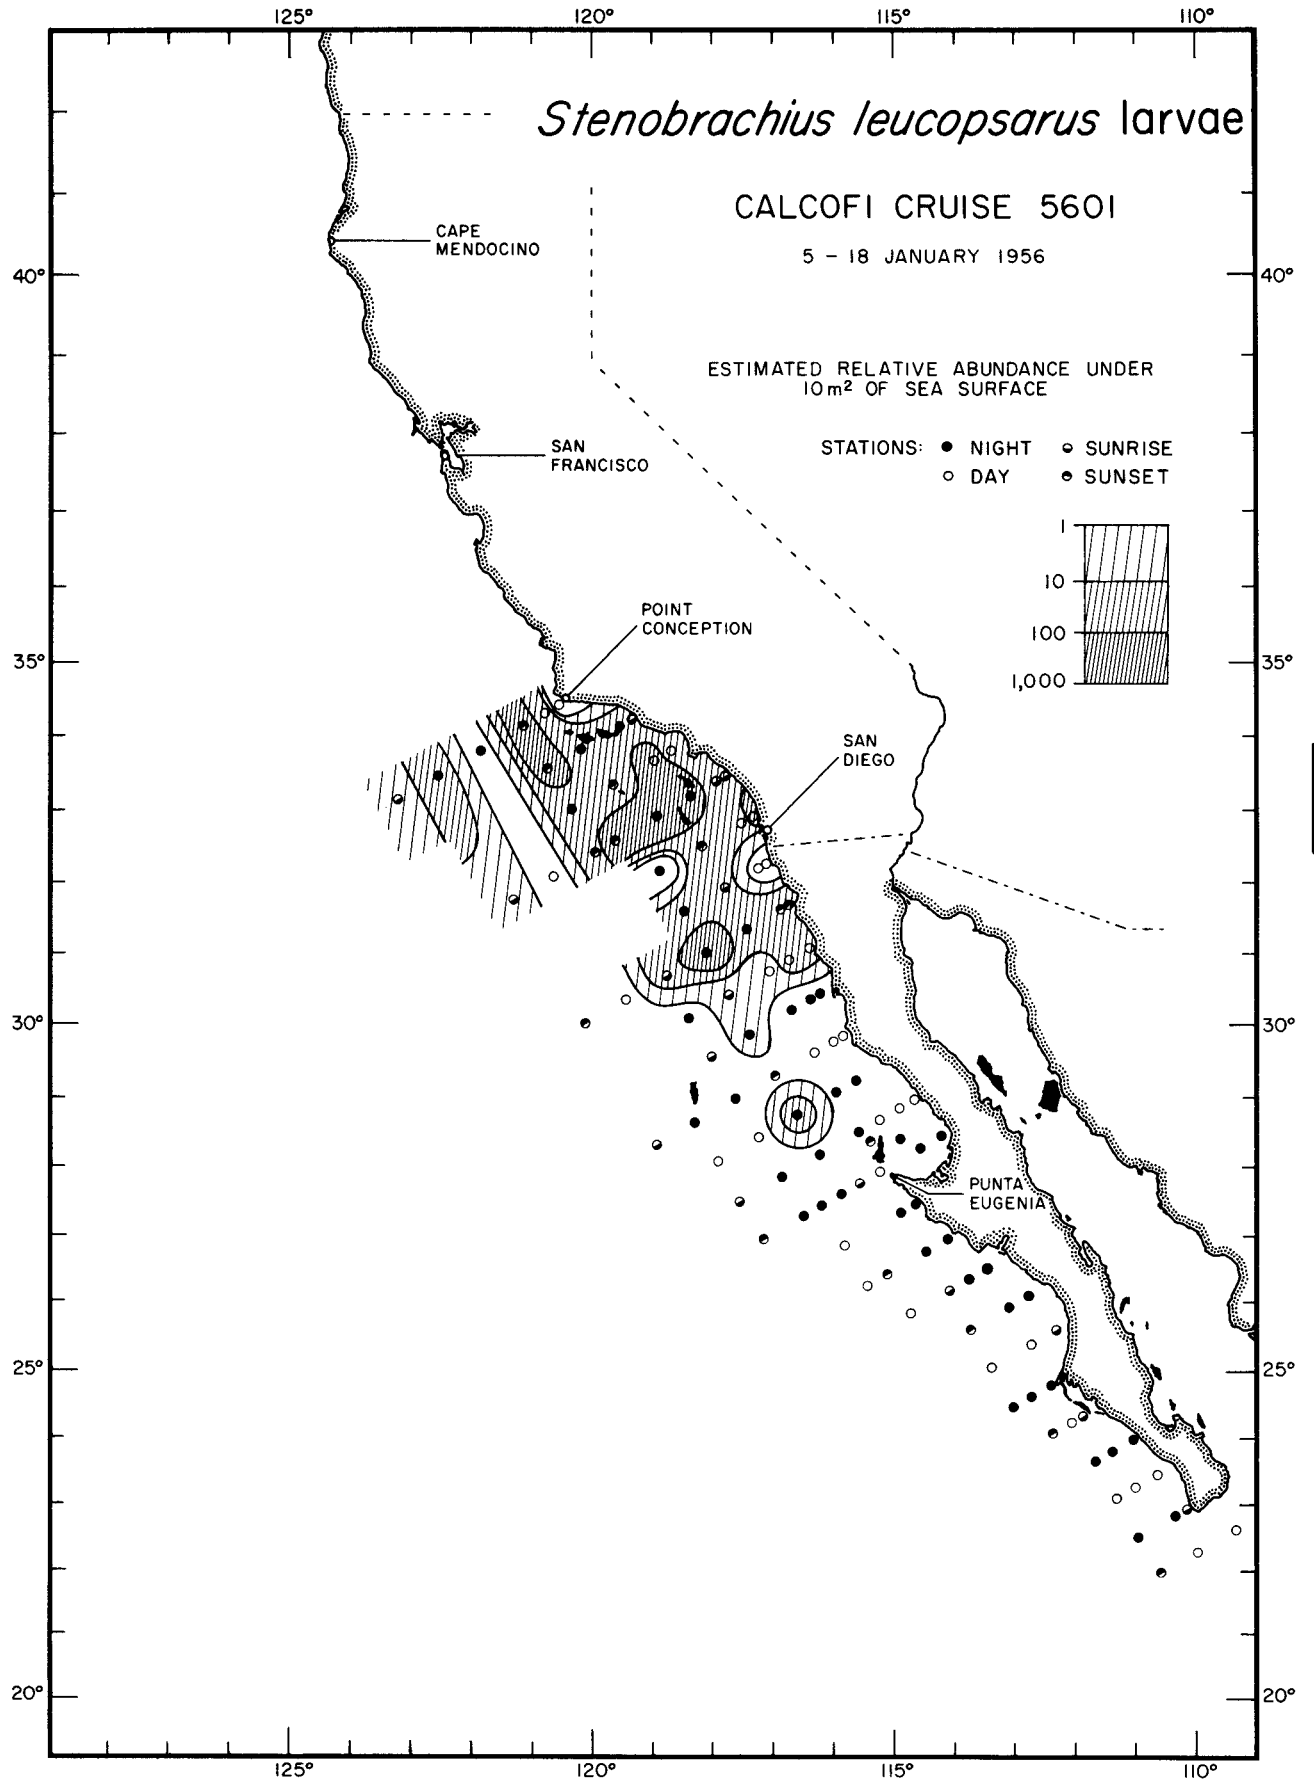 125° 120° 115° 110°
Stenobrachius leucopsarus larvae
CALCOFI CRUISE 5601
5 – 18 JANUARY 1956
CAPE
MENDOCINO
40° 40°
ESTIMATED RELATIVE ABUNDANCE UNDER
10 m² OF SEA SURFACE
STATIONS: ● NIGHT ◒ SUNRISE
○ DAY ◓ SUNSET
SAN
FRANCISCO
1
10
100
1,000
POINT
CONCEPTION
35° 35°
SAN
DIEGO
30° 30°
PUNTA
EUGENIA
25° 25°
20° 20°
125° 120° 115° 110°